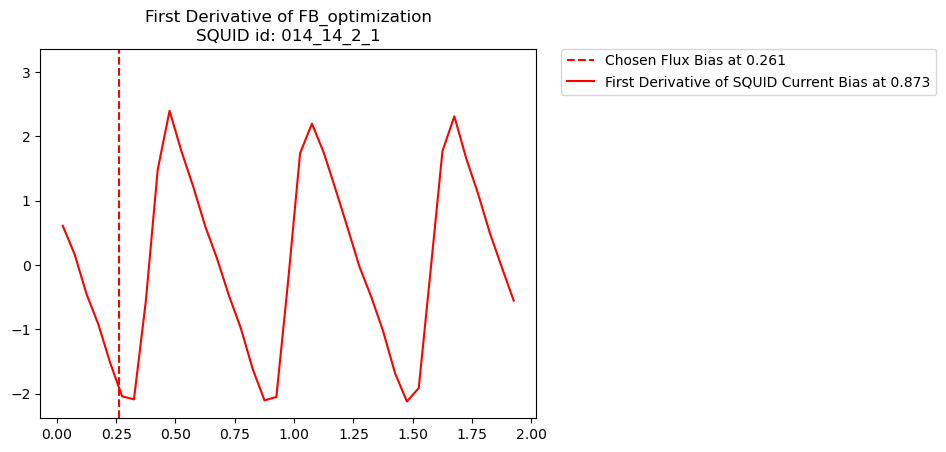 First Derivative of FB_optimization
SQUID id: 014_14_2_1
Chosen Flux Bias at 0.261
First Derivative of SQUID Current Bias at 0.873
3
2
1
0
−1
−2
0.00 0.25 0.50 0.75 1.00 1.25 1.50 1.75 2.00